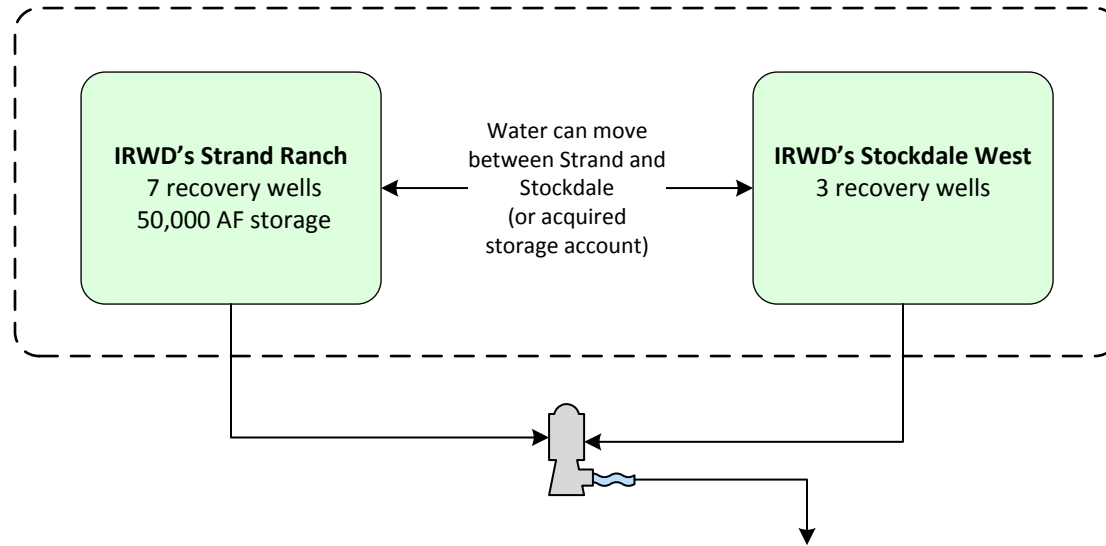 IRWD’s Strand Ranch
7 recovery wells
50,000 AF storage
Water can move
between Strand and
Stockdale
(or acquired
storage account)
IRWD’s Stockdale West
3 recovery wells